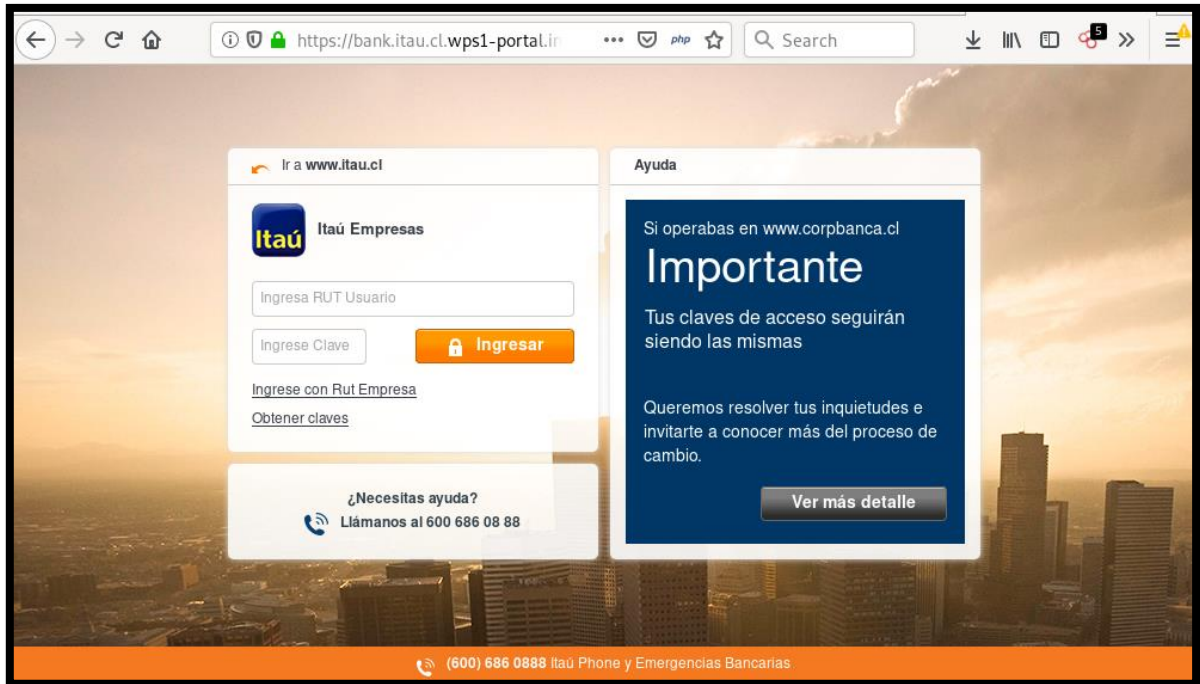 https://bank.itau.cl.wps1-portal.in
php
Search
5
Ir a www.itau.cl
Itaú
Itaú Empresas
Ingresa RUT Usuario
Ingrese Clave
Ingresar
Ingrese con Rut Empresa
Obtener claves
¿Necesitas ayuda?
Llámanos al 600 686 08 88
Ayuda
Si operabas en www.corpbanca.cl
Importante
Tus claves de acceso seguirán
siendo las mismas
Queremos resolver tus inquietudes e
invitarte a conocer más del proceso de
cambio.
Ver más detalle
(600) 686 0888 Itaú Phone y Emergencias Bancarias